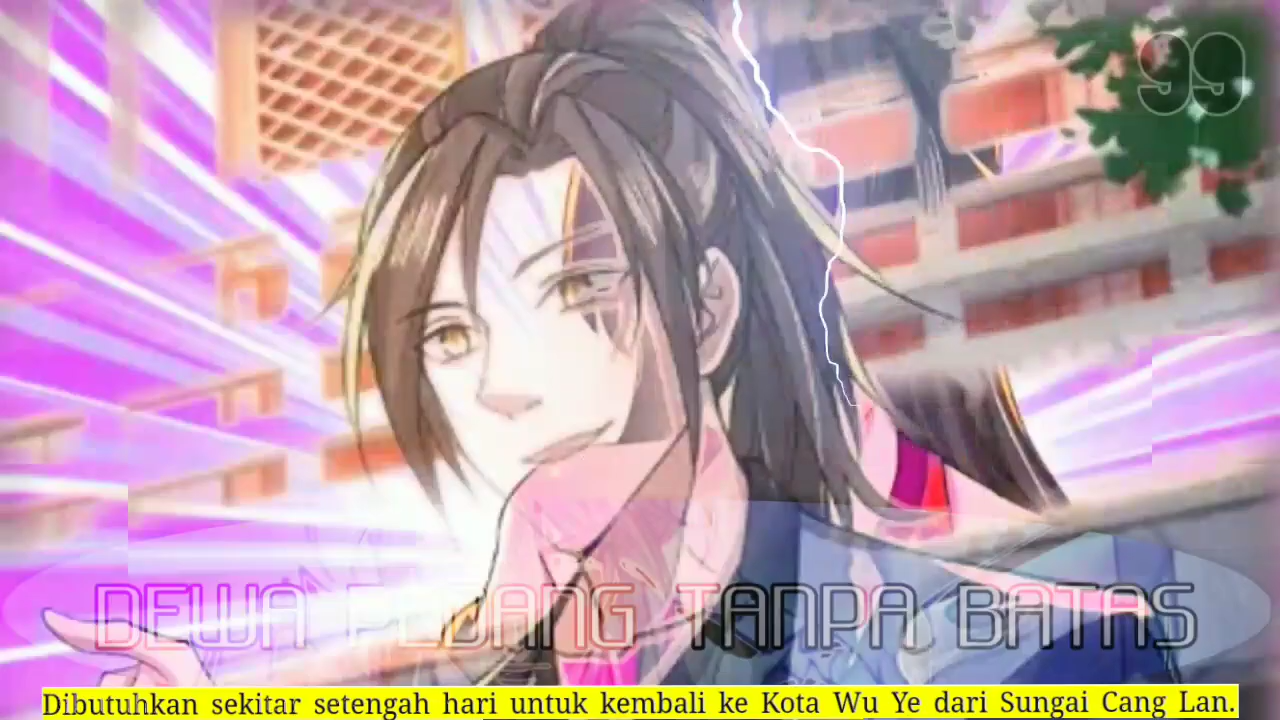 99
DEWA PEDANG TANPA BATAS
Dibutuhkan sekitar setengah hari untuk kembali ke Kota Wu Ye dari Sungai Cang Lan.